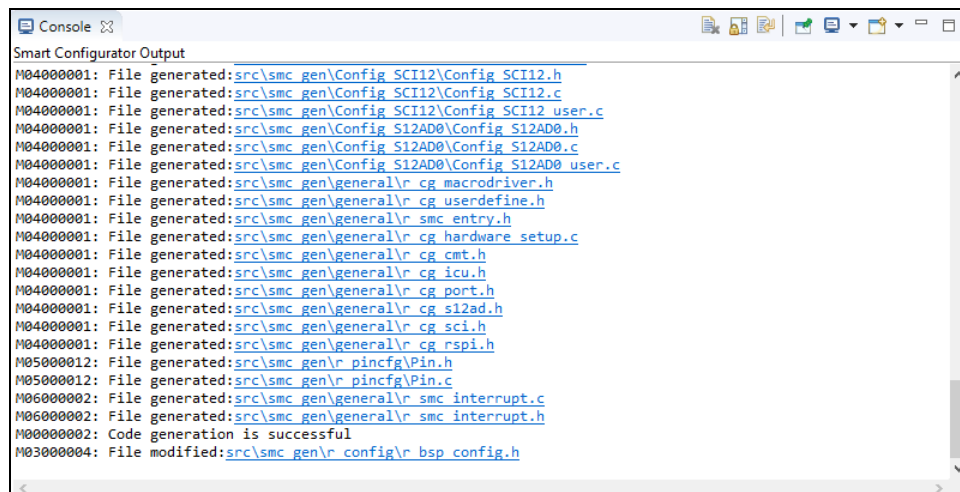 Console
Smart Configurator Output
M04000001: File generated:src\smc_gen\Config_SCI12\Config_SCI12.h
M04000001: File generated:src\smc_gen\Config_SCI12\Config_SCI12.c
M04000001: File generated:src\smc_gen\Config_SCI12\Config_SCI12_user.c
M04000001: File generated:src\smc_gen\Config_S12AD0\Config_S12AD0.h
M04000001: File generated:src\smc_gen\Config_S12AD0\Config_S12AD0.c
M04000001: File generated:src\smc_gen\Config_S12AD0\Config_S12AD0_user.c
M04000001: File generated:src\smc_gen\general\r_cg_macrodriver.h
M04000001: File generated:src\smc_gen\general\r_cg_userdefine.h
M04000001: File generated:src\smc_gen\general\r_smc_entry.h
M04000001: File generated:src\smc_gen\general\r_cg_hardware_setup.c
M04000001: File generated:src\smc_gen\general\r_cg_cmt.h
M04000001: File generated:src\smc_gen\general\r_cg_icu.h
M04000001: File generated:src\smc_gen\general\r_cg_port.h
M04000001: File generated:src\smc_gen\general\r_cg_s12ad.h
M04000001: File generated:src\smc_gen\general\r_cg_sci.h
M04000001: File generated:src\smc_gen\general\r_cg_rspi.h
M05000012: File generated:src\smc_gen\r_pincfg\Pin.h
M05000012: File generated:src\smc_gen\r_pincfg\Pin.c
M06000002: File generated:src\smc_gen\general\r_smc_interrupt.c
M06000002: File generated:src\smc_gen\general\r_smc_interrupt.h
M00000002: Code generation is successful
M03000004: File modified:src\smc_gen\r_config\r_bsp_config.h